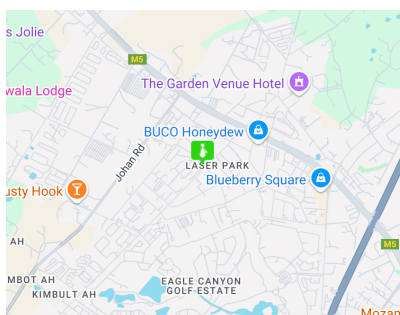 s Jolie
M5
The Garden Venue Hotel
wala Lodge
BUCO Honeydew
Johan Rd
LASER PARK
Blueberry Square
usty Hook
AH
M5
MBOT AH
KIMBULT AH
EAGLE CANYON
GOLF ESTATE
Mozan